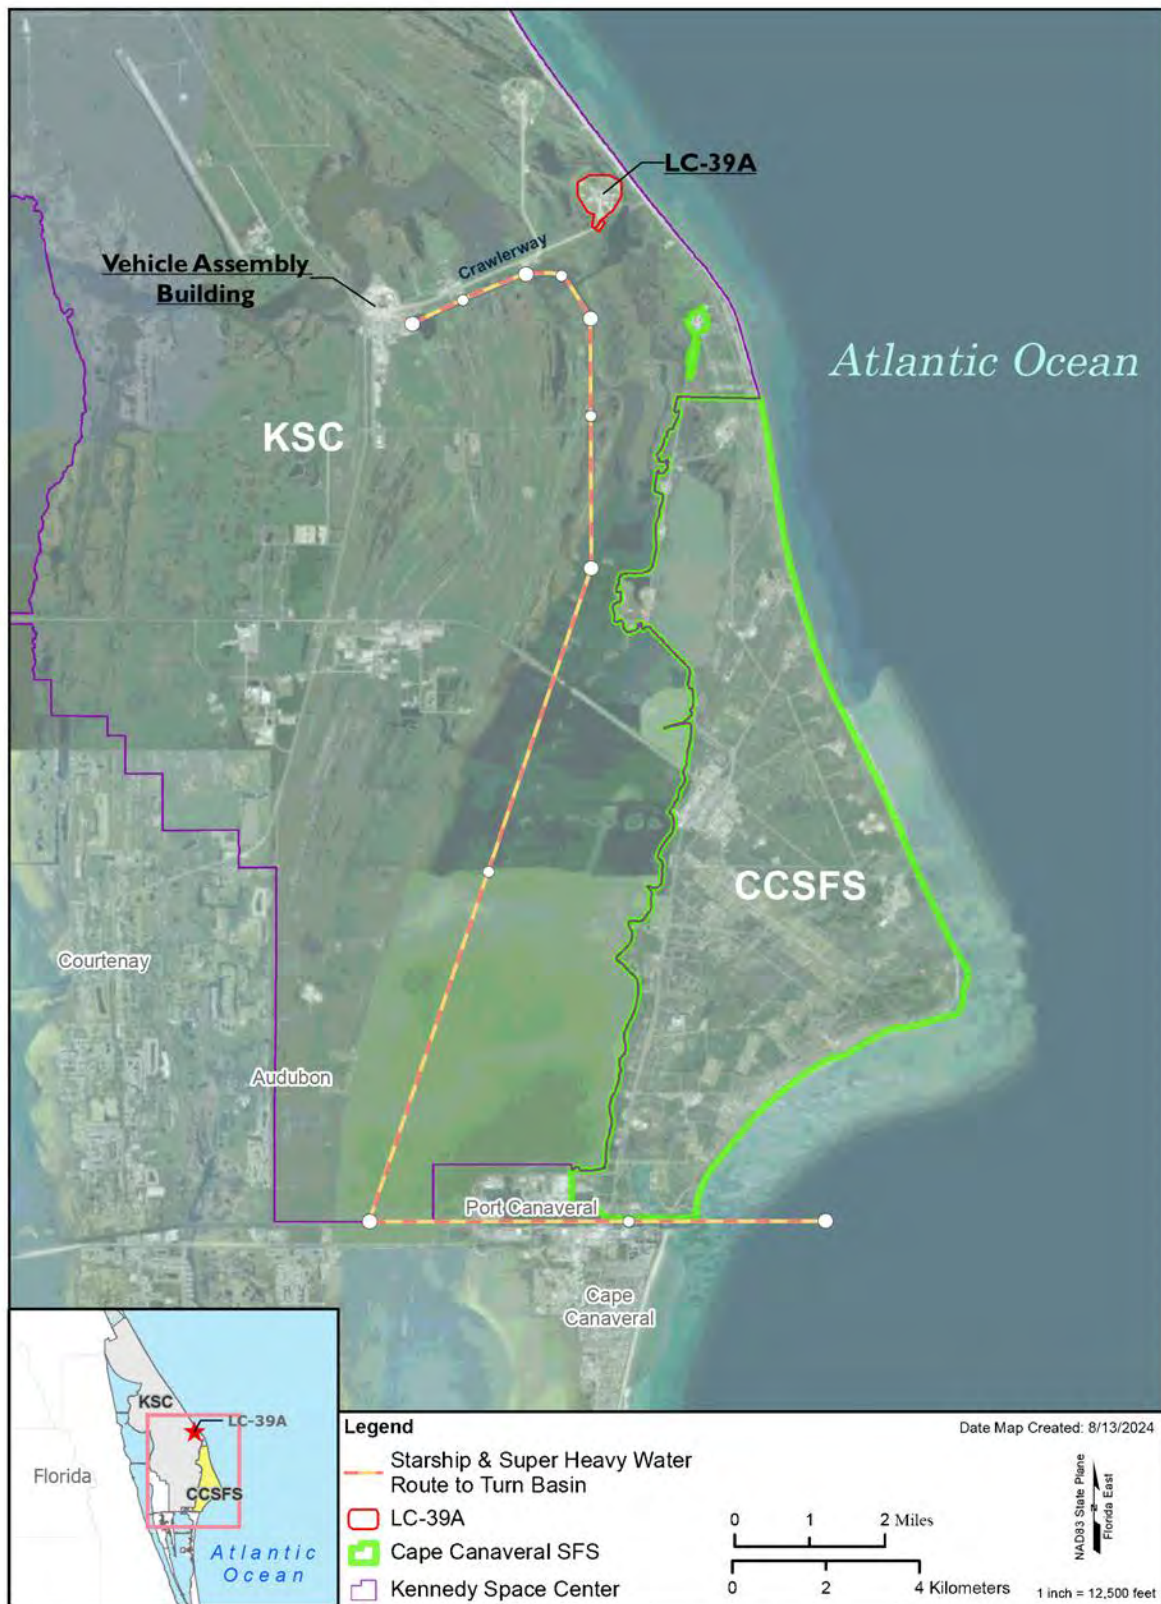 LC-39A
Crawlerway
Vehicle Assembly
Building
Atlantic Ocean
KSC
CCSFS
Courtenay
Audubon
Port Canaveral
Cape
Canaveral
KSC
LC-39A
Florida
CCSFS
Atlantic
Ocean
Legend
Date Map Created: 8/13/2024
Starship & Super Heavy Water
Route to Turn Basin
LC-39A
Cape Canaveral SFS
Kennedy Space Center
0 1 2 Miles
0 2 4 Kilometers
NAD83 State Plane
Florida East
N
1 inch = 12,500 feet